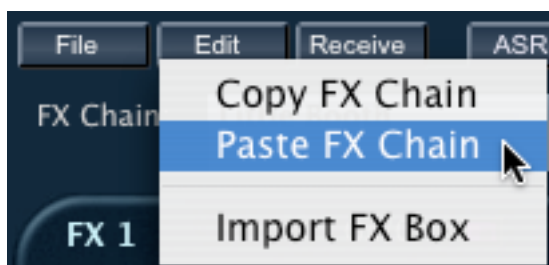 File Edit Receive ASR
Copy FX Chain
FX Chain
Paste FX Chain
Import FX Box
FX 1